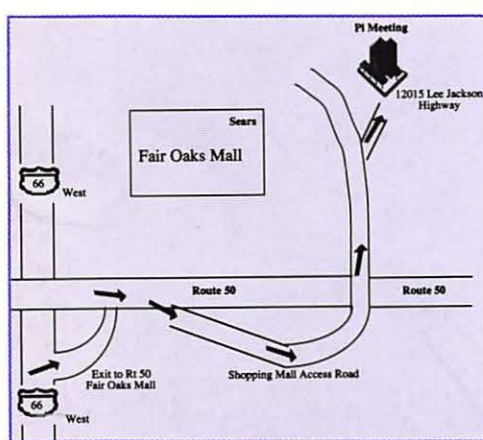 PI Meeting
12015 Lee Jackson
Highway
Sears
Fair Oaks Mall
66
West
Route 50
Route 50
Exit to Rt 50
Fair Oaks Mall
Shopping Mall Access Road
66
West